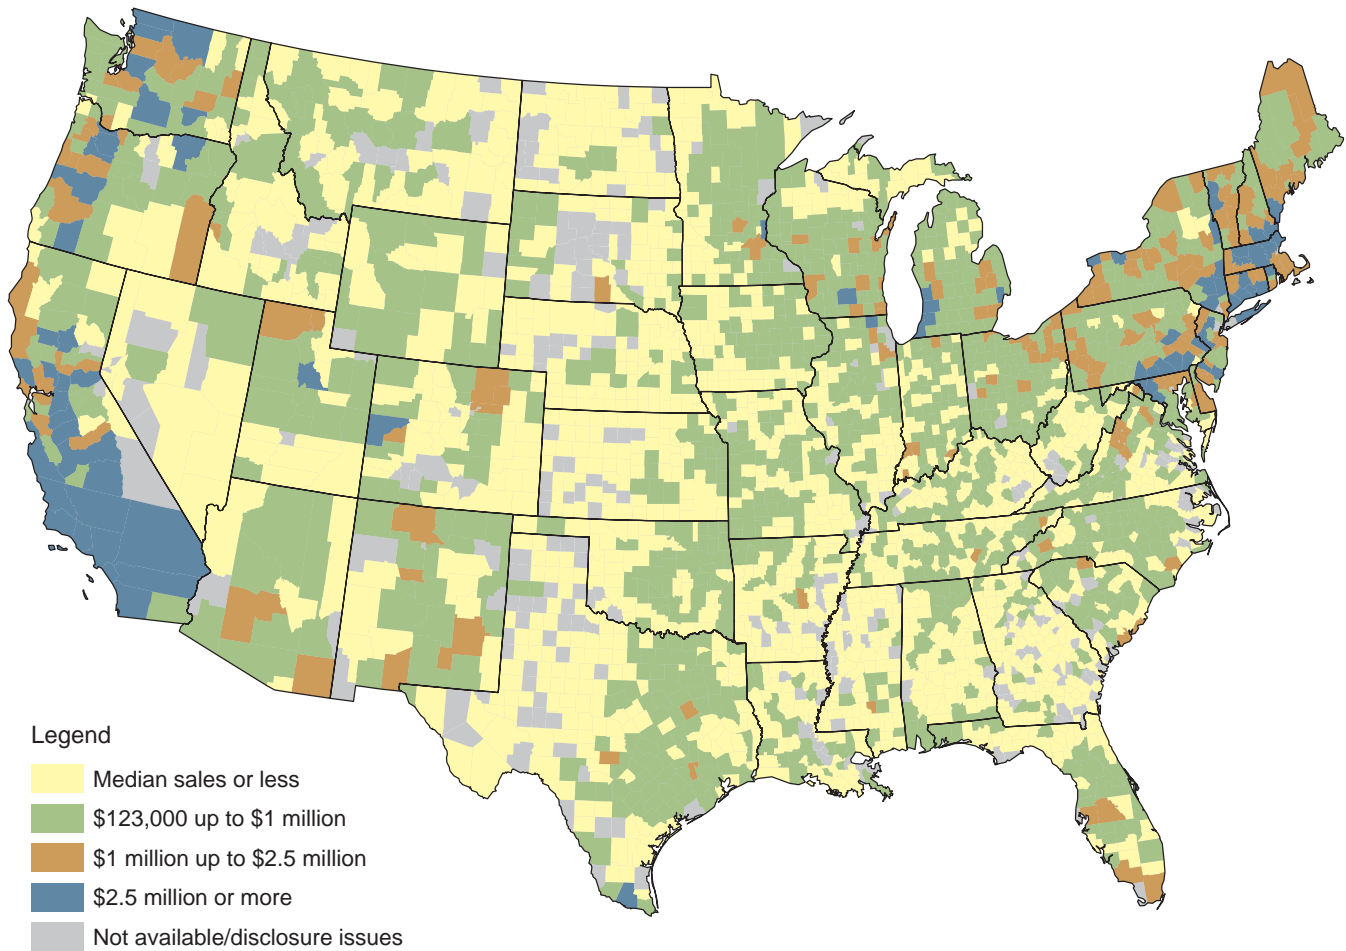 Legend
Median sales or less
$123,000 up to $1 million
$1 million up to $2.5 million
$2.5 million or more
Not available/disclosure issues